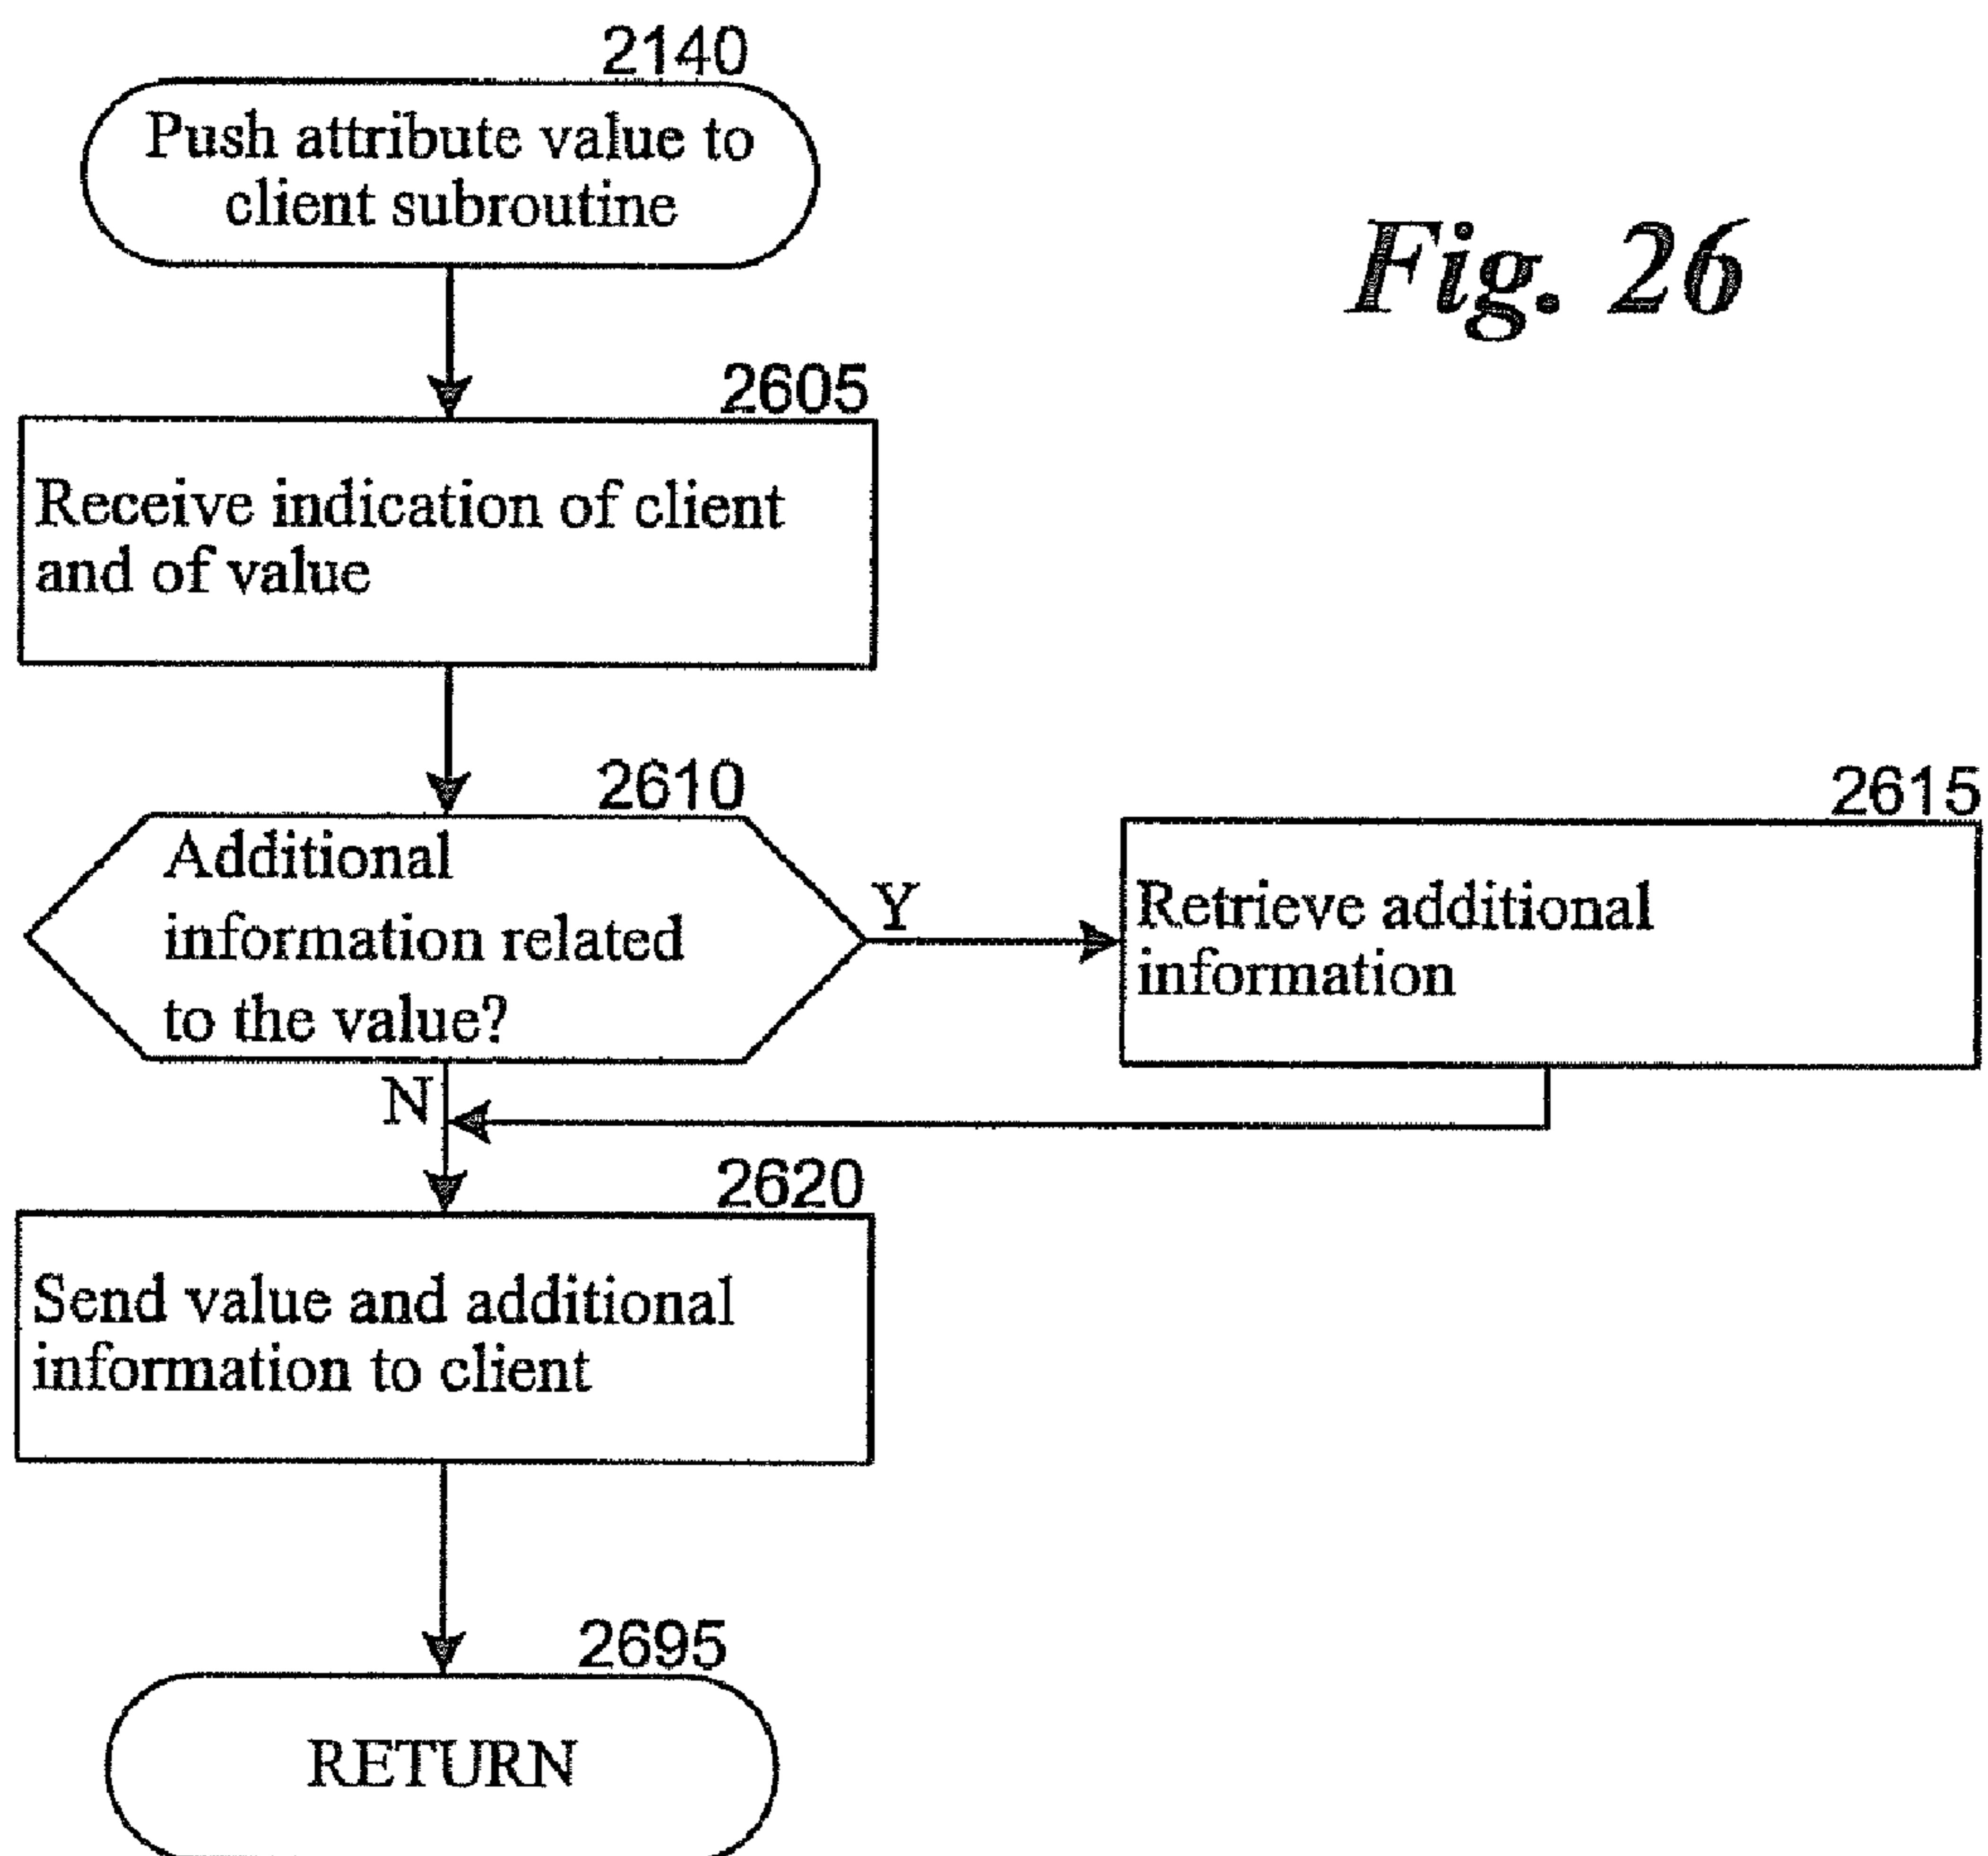 2140
Push attribute value to
client subroutine
Fig. 26
2605
Receive indication of client
and of value
2610
Additional
information related
to the value?
Y
2615
Retrieve additional
information
N
2620
Send value and additional
information to client
2695
RETURN